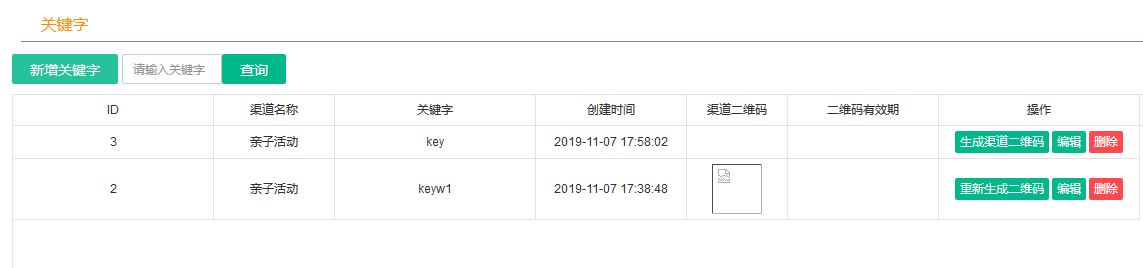 关键字
新增关键字 请输入关键字 查询
ID 渠道名称 关键字 创建时间 渠道二维码 二维码有效期 操作
3 亲子活动 key 2019-11-07 17:58:02 生成渠道二维码 编辑 删除
2 亲子活动 keyw1 2019-11-07 17:38:48 重新生成二维码 编辑 删除